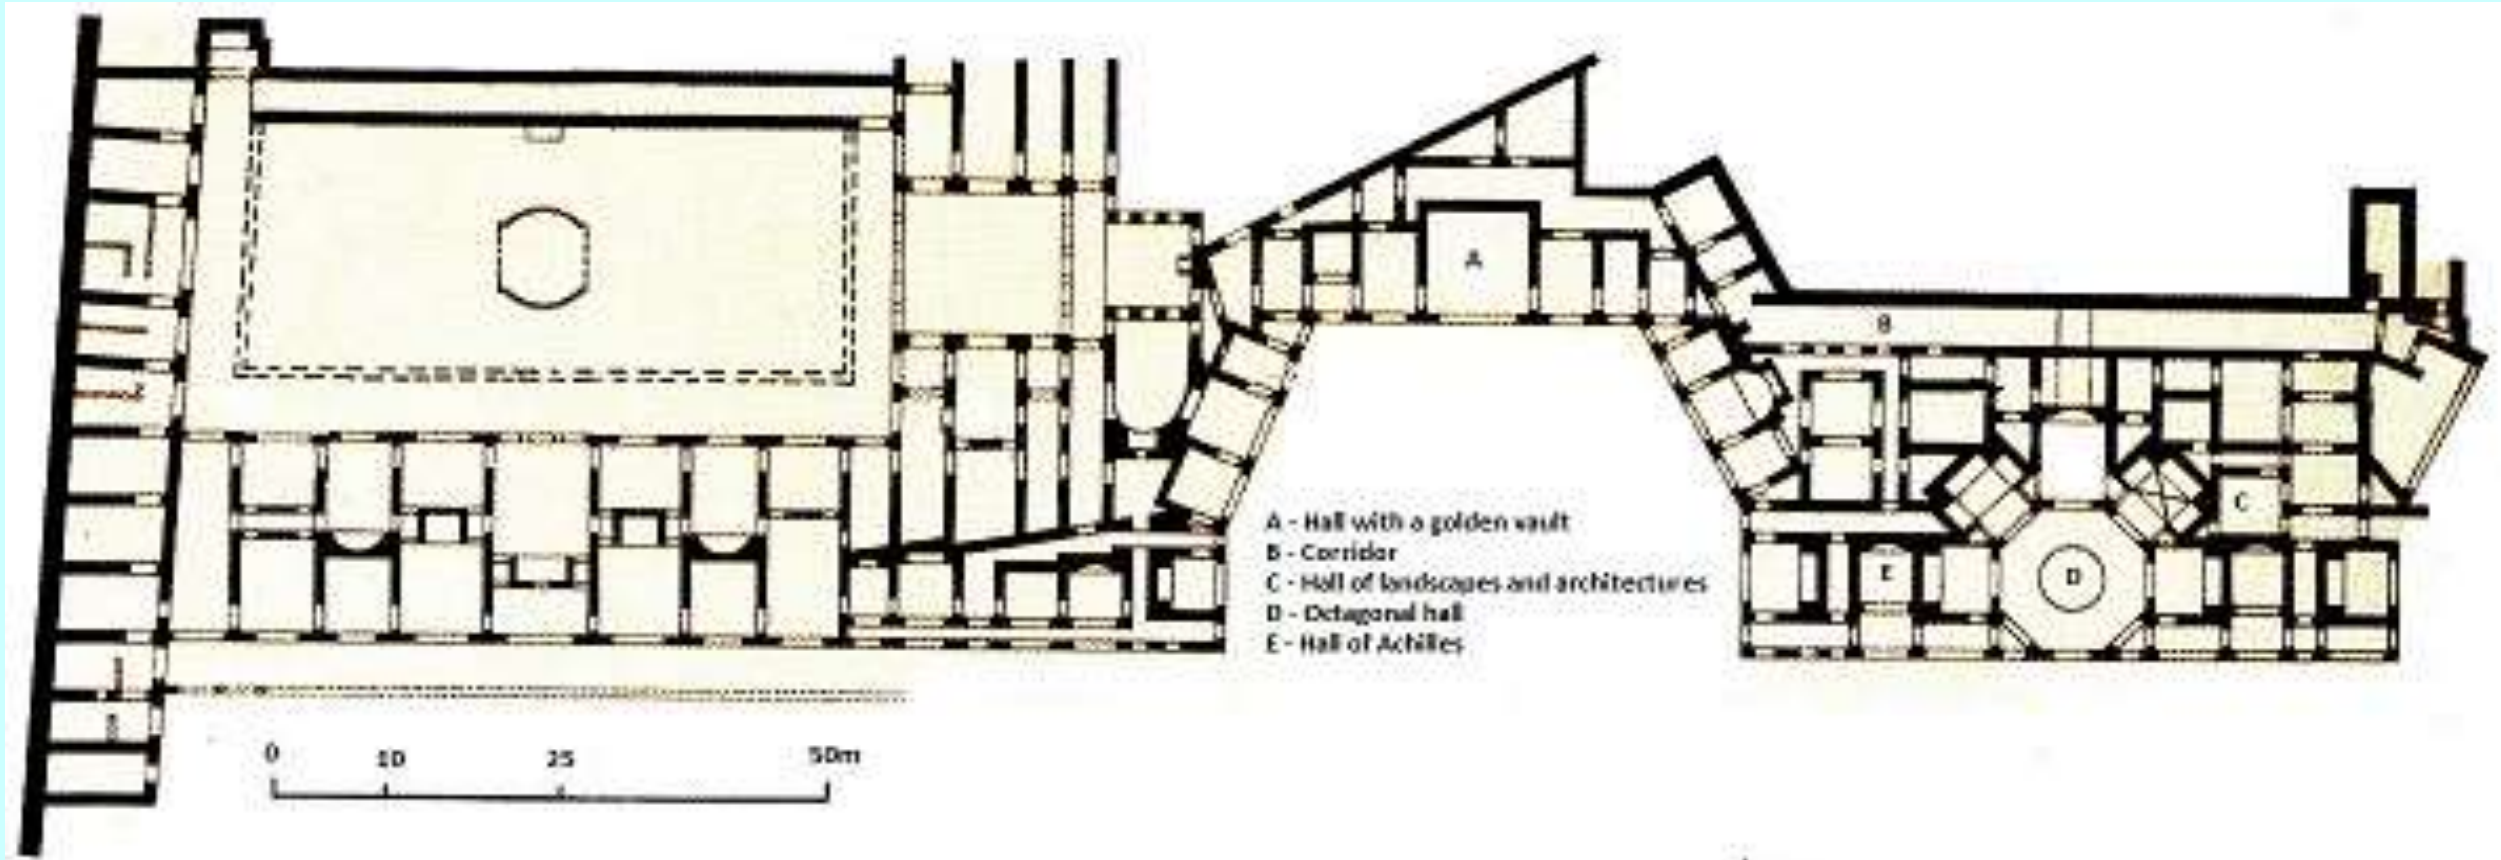 A
B
C
D
E
A - Hall with a golden vault
B - Corridor
C - Hall of landscapes and architectures
D - Octagonal hall
E - Hall of Achilles
0 10 25 50m